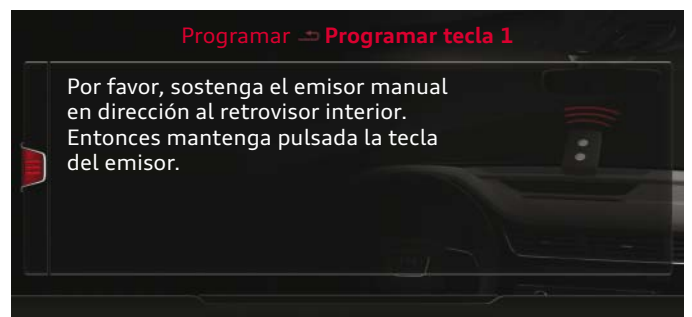 Programar Programar tecla 1
Por favor, sostenga el emisor manual
en dirección al retrovisor interior.
Entonces mantenga pulsada la tecla
del emisor.